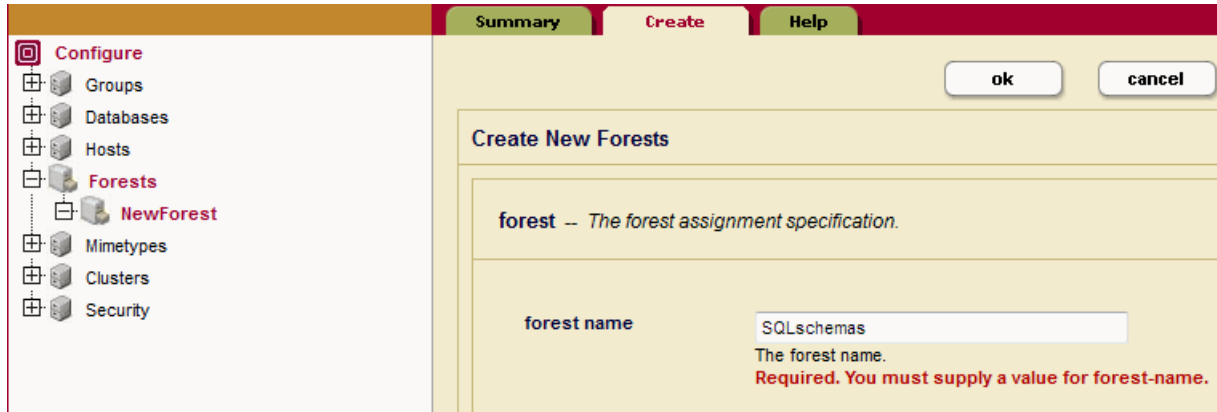 Summary
Create
Help
Configure
Groups
Databases
Hosts
Forests
NewForest
Mimetypes
Clusters
Security
ok
cancel
Create New Forests
forest -- The forest assignment specification.
forest name
SQLschemas
The forest name.
Required. You must supply a value for forest-name.